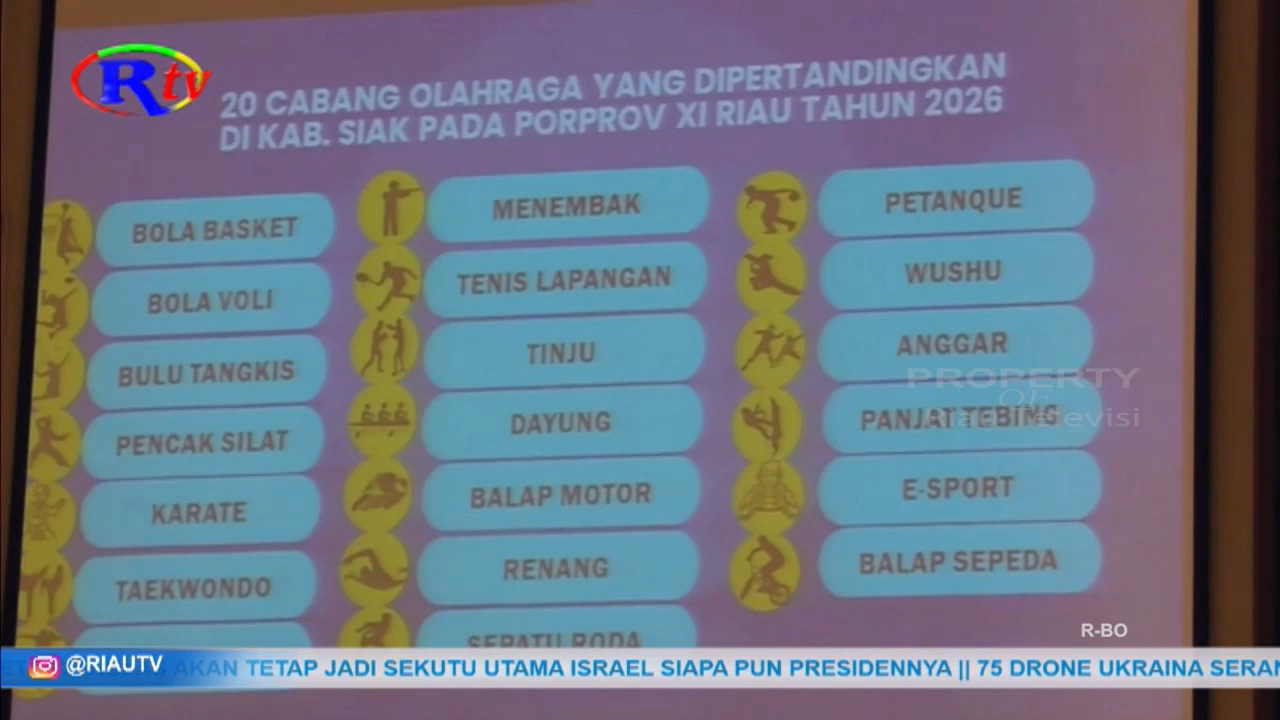 Rtv
20 CABANG OLAHRAGA YANG DIPERTANDINGKAN
DI KAB. SIAK PADA PORPROV XI RIAU TAHUN 2026
BOLA BASKET
BOLA VOLI
BULU TANGKIS
PENCAK SILAT
KARATE
TAEKWONDO
MENEMBAK
TENIS LAPANGAN
TINJU
DAYUNG
BALAP MOTOR
RENANG
SEPATU RODA
PETANQUE
WUSHU
ANGGAR
PANJAT TEBING
E-SPORT
BALAP SEPEDA
PROPERTY
OF
Riau Televisi
R-BO
@RIAUTV AKAN TETAP JADI SEKUTU UTAMA ISRAEL SIAPA PUN PRESIDENNYA || 75 DRONE UKRAINA